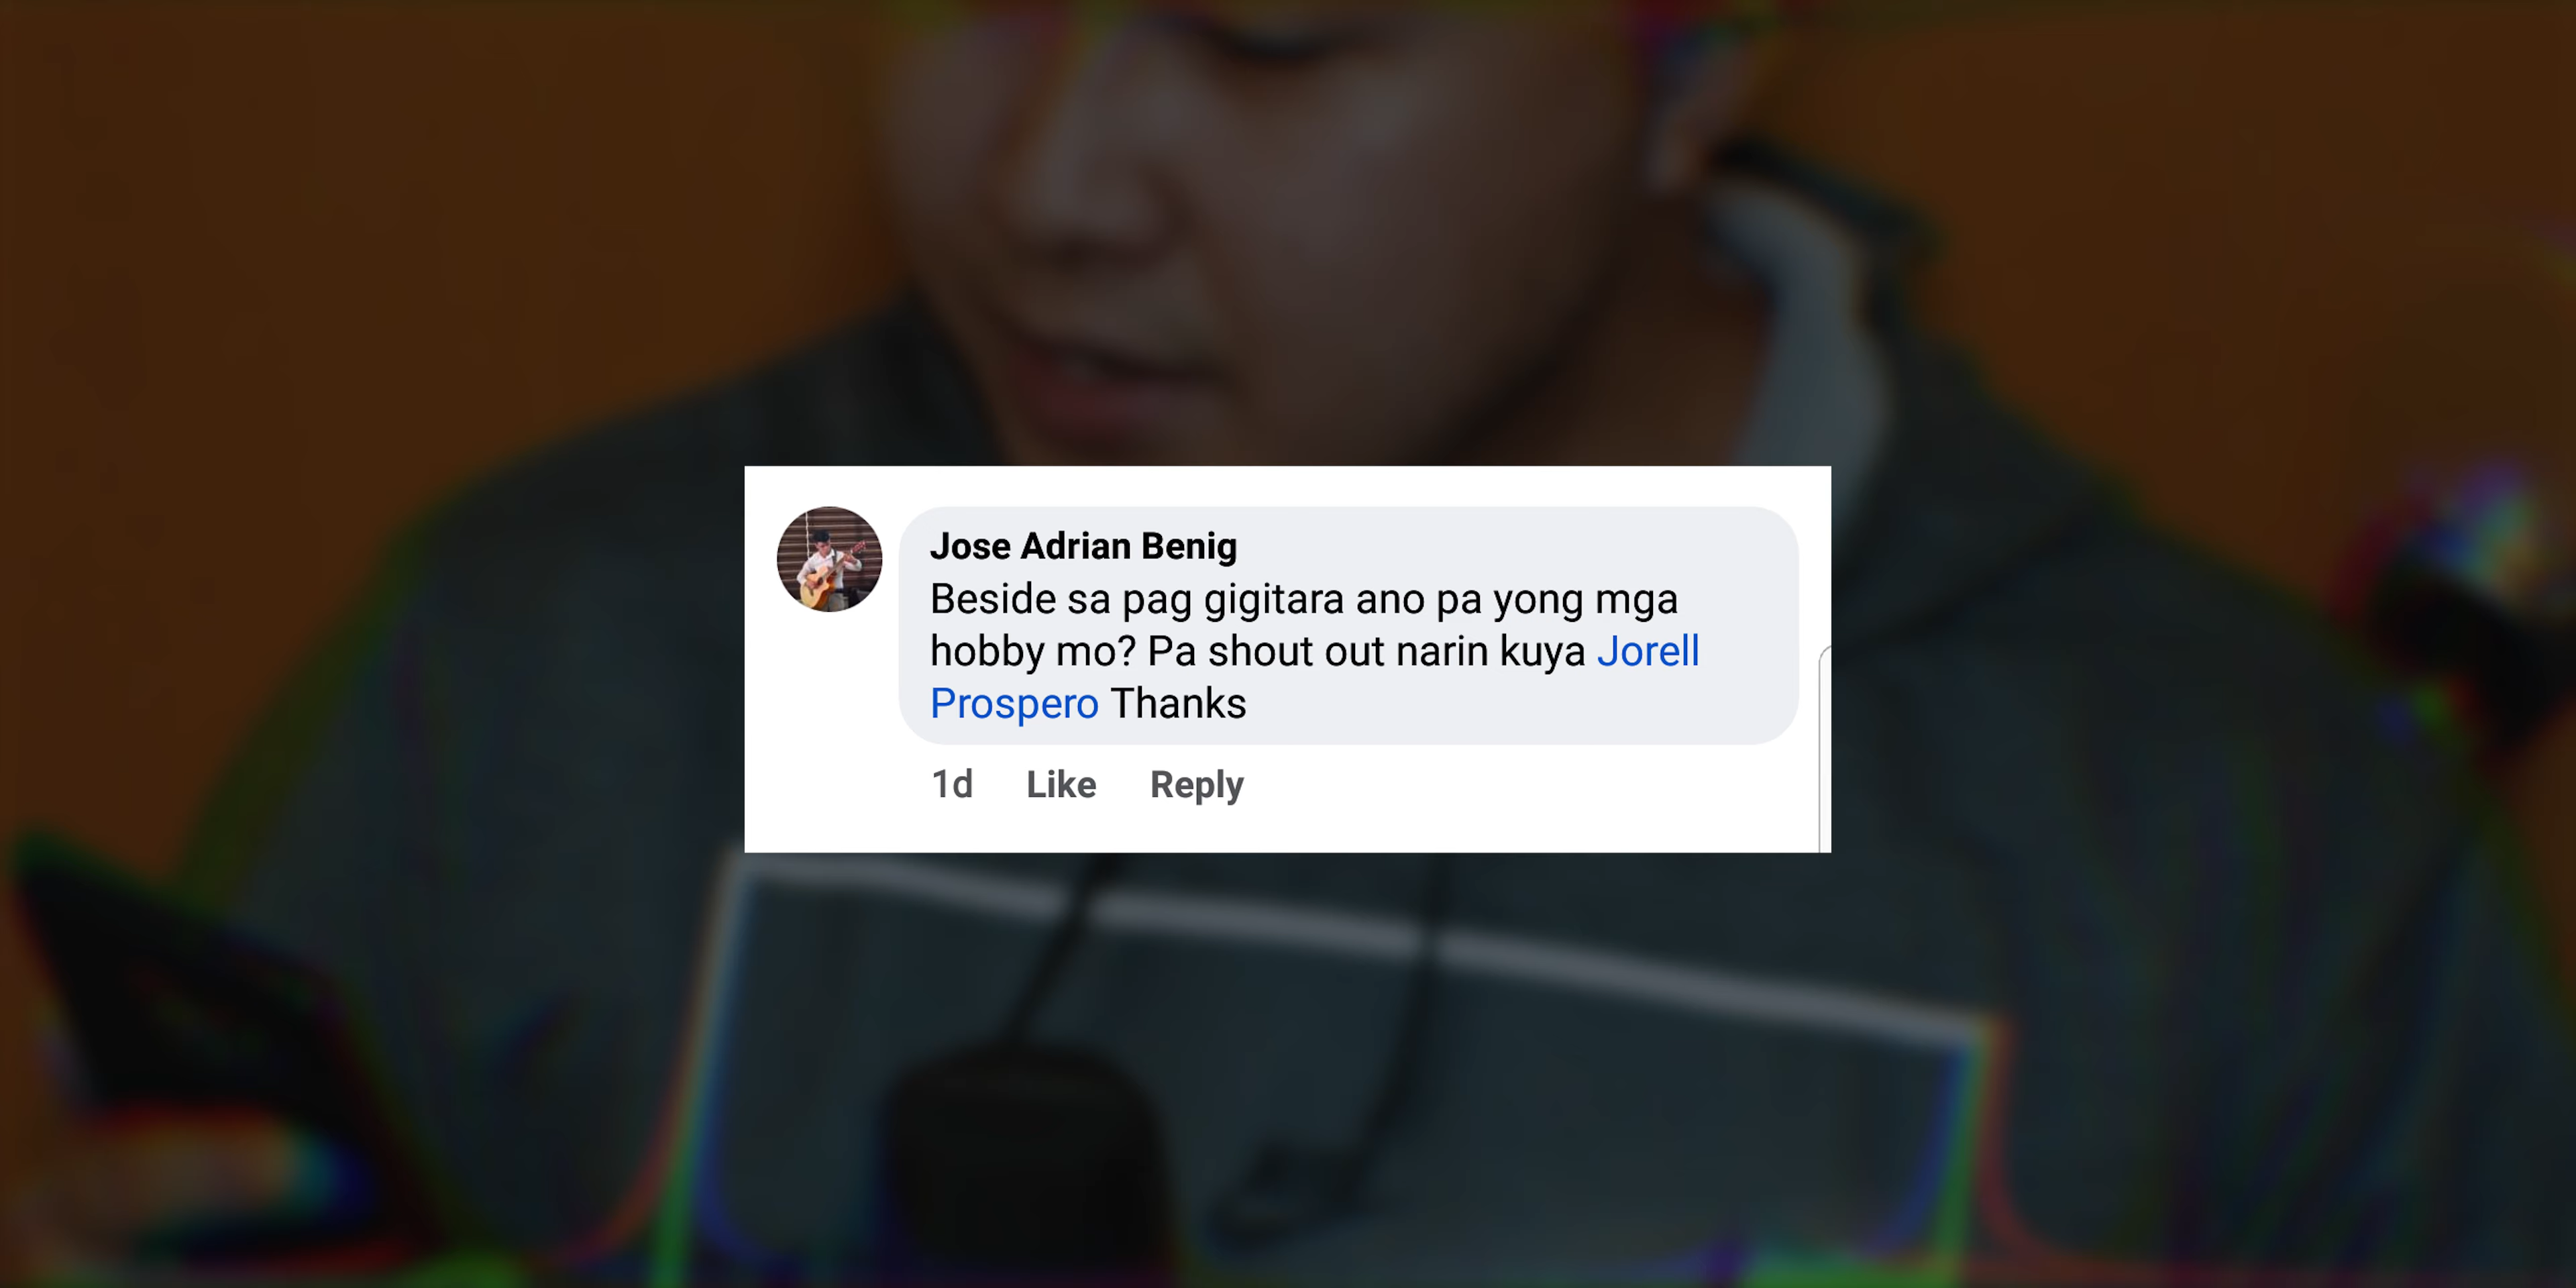 Jose Adrian Benig
Beside sa pag gigitara ano pa yong mga
hobby mo? Pa shout out narin kuya Jorell
Prospero Thanks
1d Like Reply